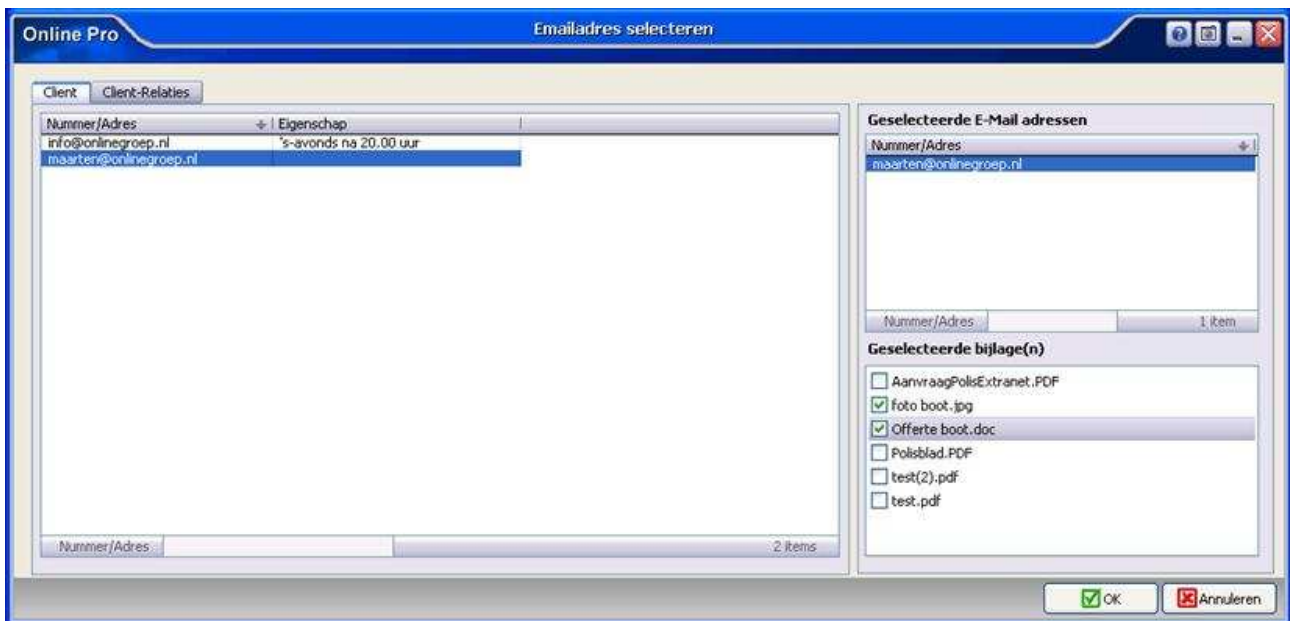 Online Pro
Emailadres selecteren
Client
Client-Relaties
Nummer/Adres
Eigenschap
info@onlinegroep.nl
's-avonds na 20.00 uur
maarten@onlinegroep.nl
Nummer/Adres
2 items
Geselecteerde E-Mail adressen
Nummer/Adres
maarten@onlinegroep.nl
Nummer/Adres
1 item
Geselecteerde bijlage(n)
AanvraagPolisExtranet.PDF
foto boot.jpg
Offerte boot.doc
Polisblad.PDF
test(2).pdf
test.pdf
OK
Annuleren